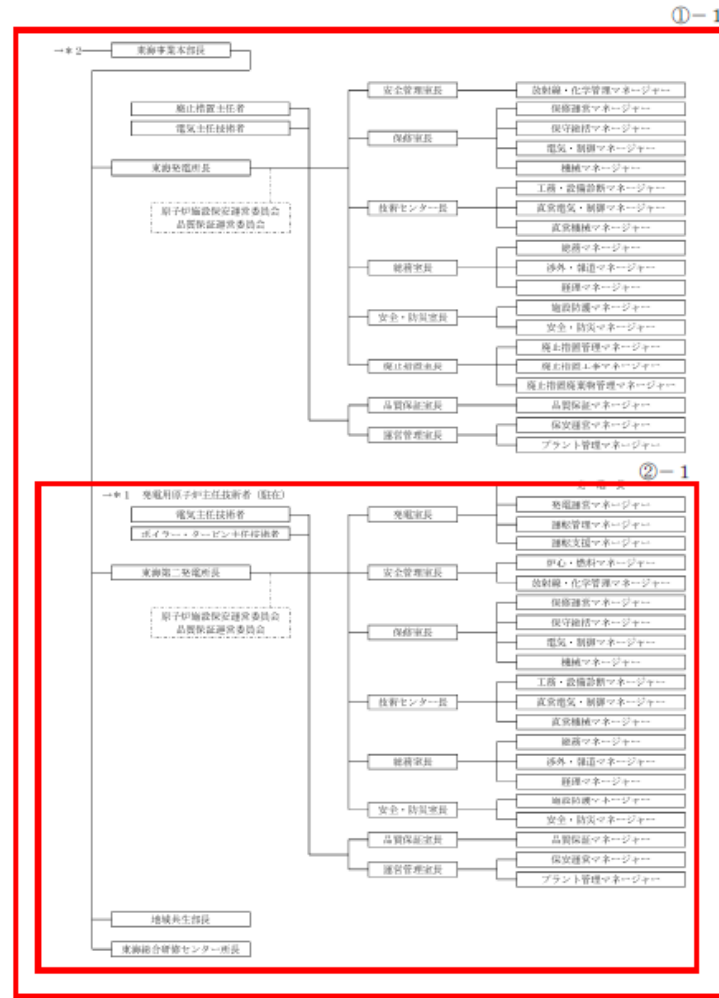 ①－１
→＊２
東海事業本部長
安全管理室長
放射線・化学管理マネージャー
廃止措置主任者
保修運営マネージャー
電気主任技術者
保守総括マネージャー
保修室長
電気・制御マネージャー
東海発電所長
機械マネージャー
工務・設備診断マネージャー
原子炉施設保安運営委員会
品質保証運営委員会
技術センター長
直営電気・制御マネージャー
直営機械マネージャー
総務マネージャー
総務室長
渉外・報道マネージャー
経理マネージャー
施設防護マネージャー
安全・防災室長
安全・防災マネージャー
廃止措置管理マネージャー
廃止措置室長
廃止措置工事マネージャー
廃止措置廃棄物管理マネージャー
品質保証室長
品質保証マネージャー
保安運営マネージャー
運営管理室長
プラント管理マネージャー
②－１
→＊１　発電用原子炉主任技術者（駐在）
発電運営マネージャー
電気主任技術者
発電室長
運転管理マネージャー
ボイラー・タービン主任技術者
運転支援マネージャー
炉心・燃料マネージャー
東海第二発電所長
安全管理室長
放射線・化学管理マネージャー
保修運営マネージャー
原子炉施設保安運営委員会
品質保証運営委員会
保守総括マネージャー
保修室長
電気・制御マネージャー
機械マネージャー
工務・設備診断マネージャー
技術センター長
直営電気・制御マネージャー
直営機械マネージャー
総務マネージャー
総務室長
渉外・報道マネージャー
経理マネージャー
施設防護マネージャー
安全・防災室長
安全・防災マネージャー
品質保証室長
品質保証マネージャー
保安運営マネージャー
運営管理室長
プラント管理マネージャー
地域共生部長
東海総合研修センター所長